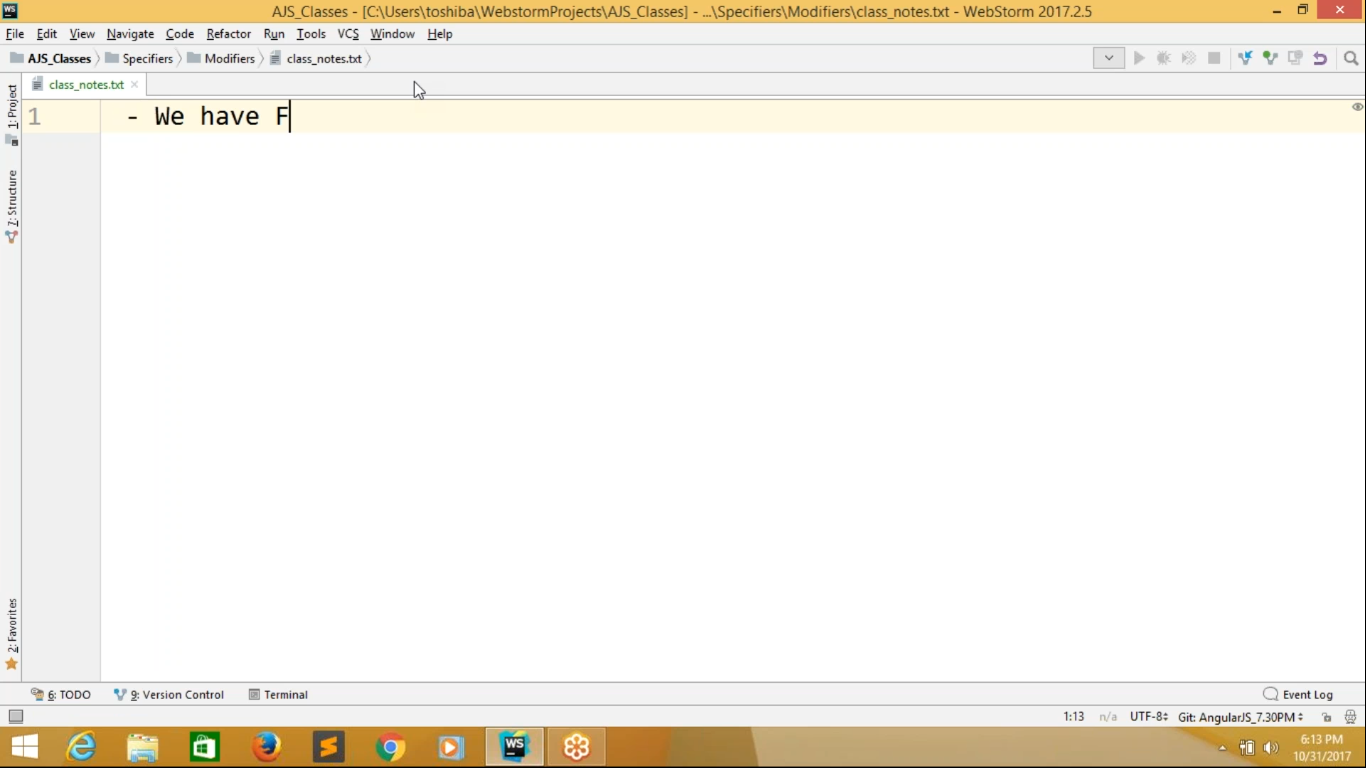 WS
AJS_Classes - [C:\Users\toshiba\WebstormProjects\AJS_Classes] - ...\Specifiers\Modifiers\class_notes.txt - WebStorm 2017.2.5
File Edit View Navigate Code Refactor Run Tools VCS Window Help
AJS_Classes Specifiers Modifiers class_notes.txt
class_notes.txt
1: Project
1 - We have F
7: Structure
2: Favorites
6: TODO 9: Version Control Terminal Event Log
1:13 n/a UTF-8 Git: AngularJS_7.30PM
WS
6:13 PM
10/31/2017